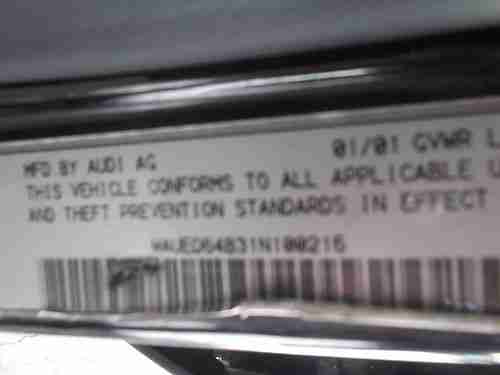 MFD BY AUDI AG 01/01 GVWR L
THIS VEHICLE CONFORMS TO ALL APPLICABLE U
AND THEFT PREVENTION STANDARDS IN EFFECT
WAUED64B31N100216